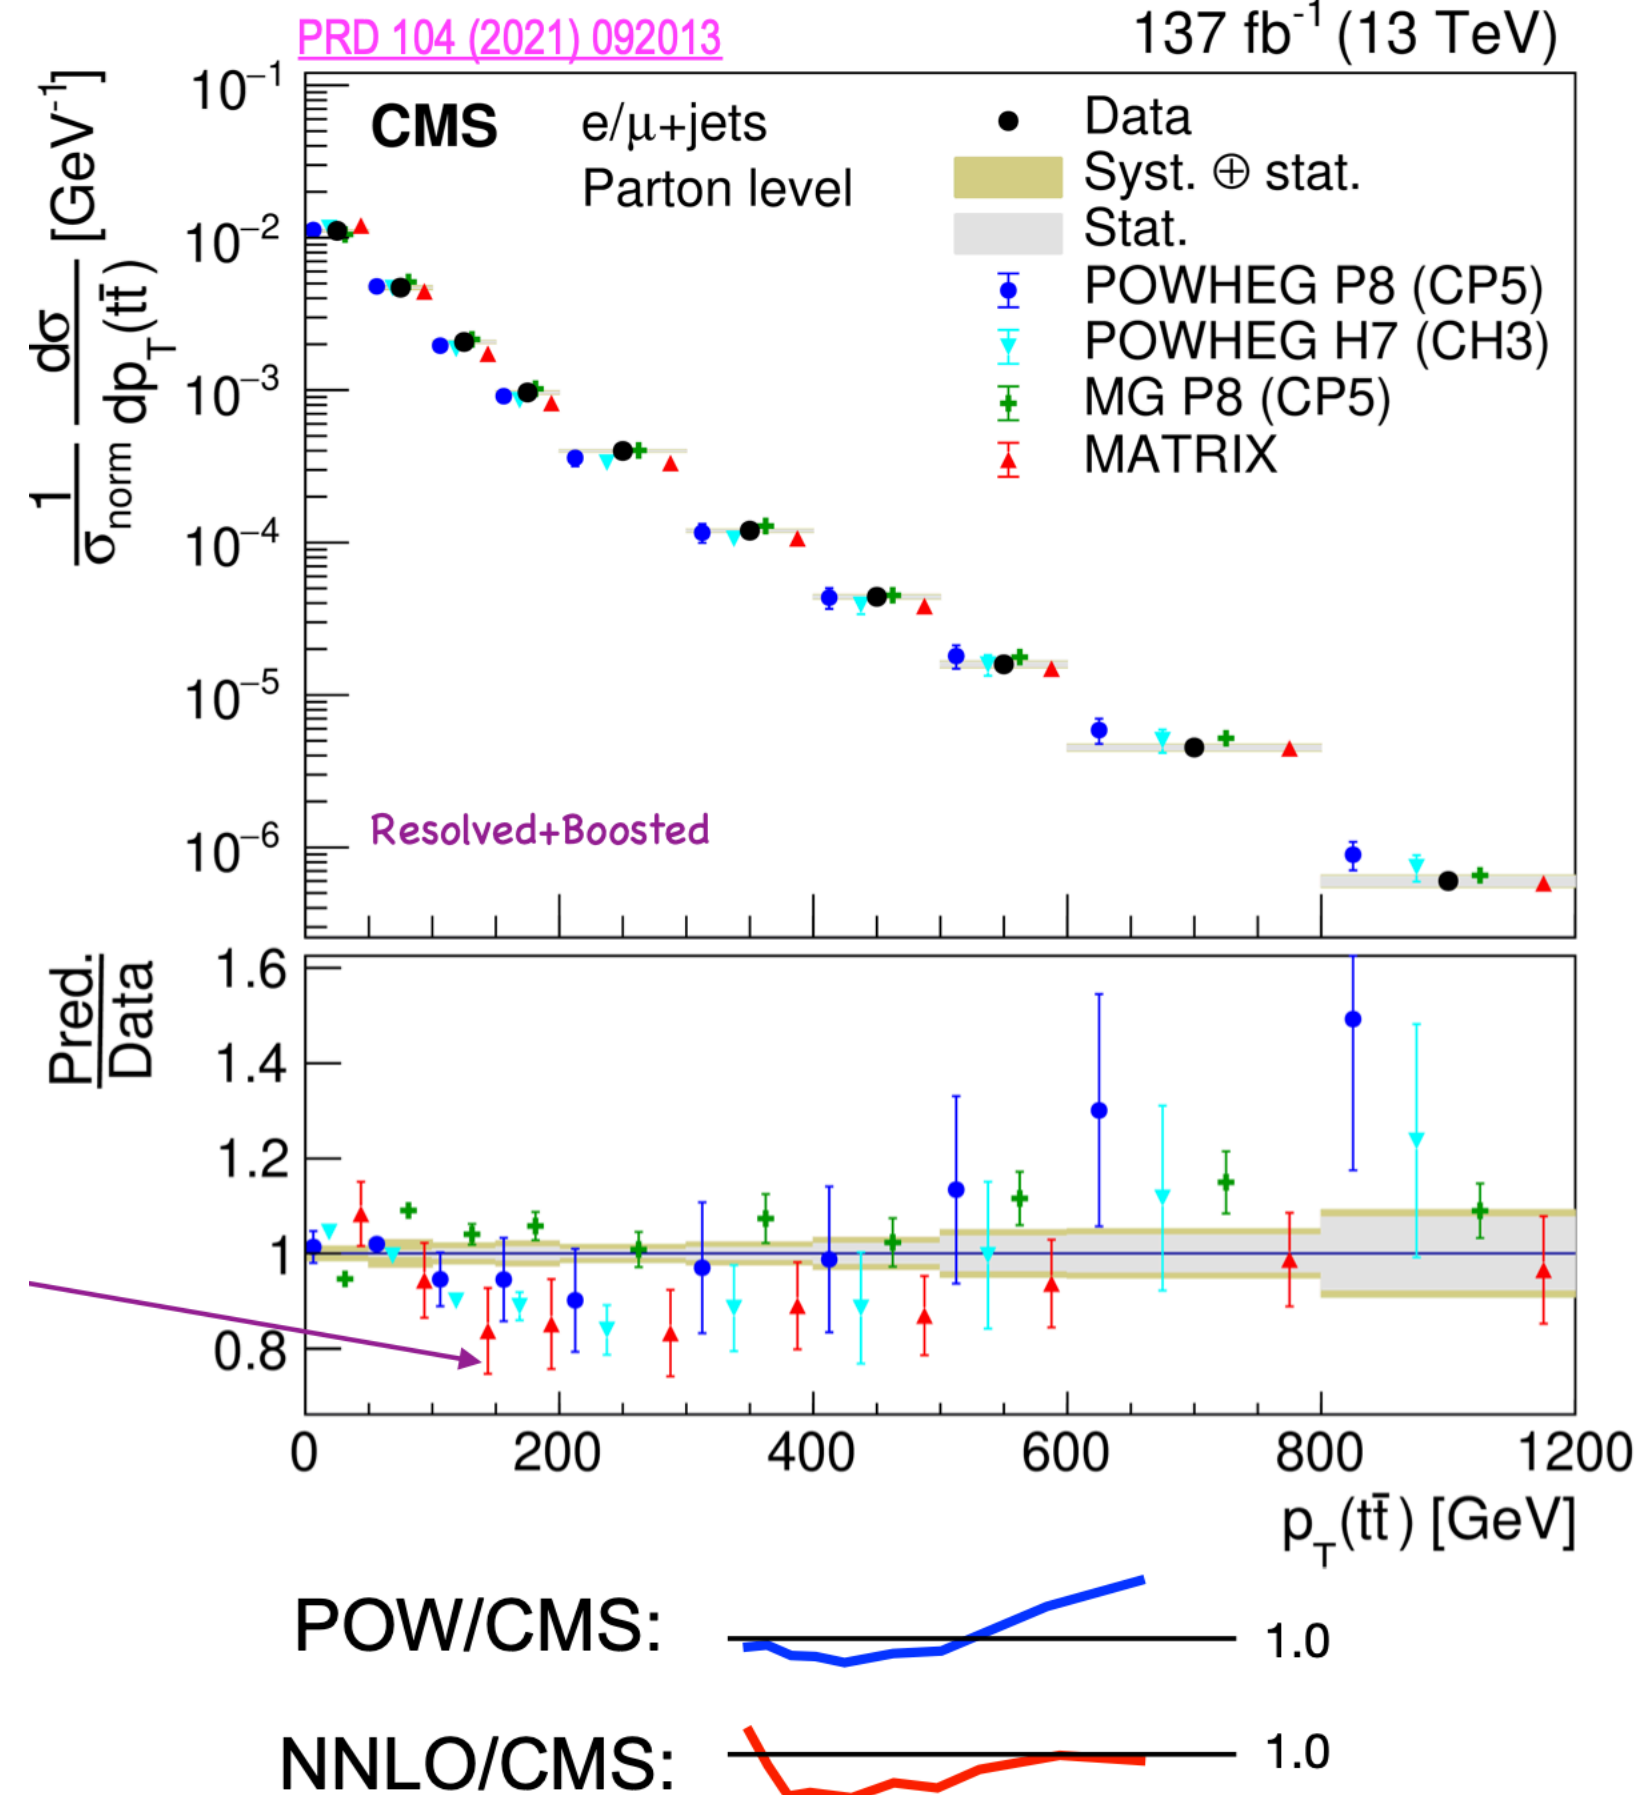 PRD 104 (2021) 092013
137 fb⁻¹ (13 TeV)
CMS
e/μ+jets
Parton level
Data
Syst. ⊕ stat.
Stat.
POWHEG P8 (CP5)
POWHEG H7 (CH3)
MG P8 (CP5)
MATRIX
1/σ_norm dσ/dp_T(tt̄) [GeV⁻¹]
10⁻¹
10⁻²
10⁻³
10⁻⁴
10⁻⁵
10⁻⁶
Resolved+Boosted
Pred.
Data
1.6
1.4
1.2
1
0.8
0 200 400 600 800 1200
p_T(tt̄) [GeV]
POW/CMS: 1.0
NNLO/CMS: 1.0